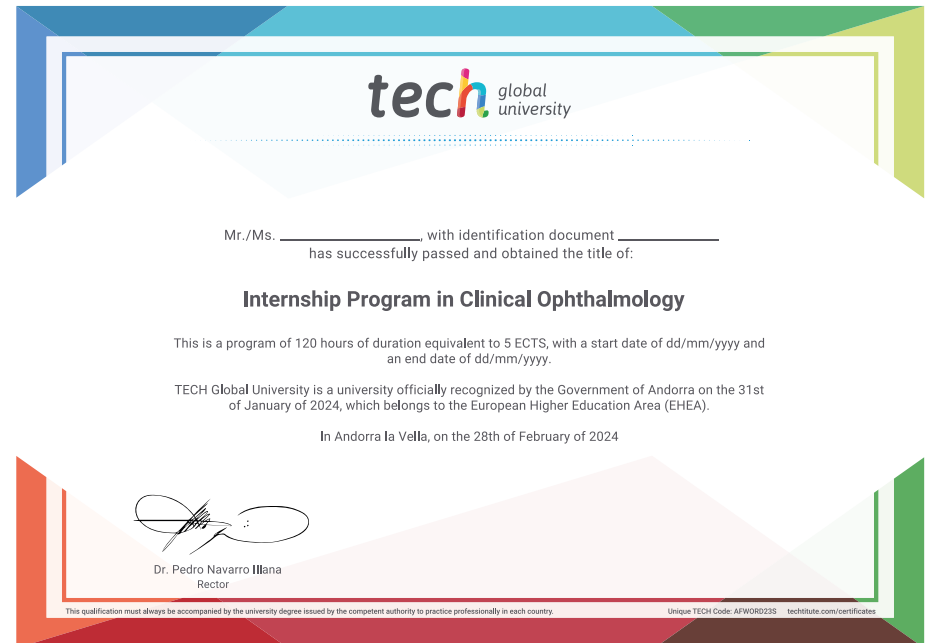 tech global university
Mr./Ms. ____________, with identification document ____________
has successfully passed and obtained the title of:
Internship Program in Clinical Ophthalmology
This is a program of 120 hours of duration equivalent to 5 ECTS, with a start date of dd/mm/yyyy and
an end date of dd/mm/yyyy.
TECH Global University is a university officially recognized by the Government of Andorra on the 31st
of January of 2024, which belongs to the European Higher Education Area (EHEA).
In Andorra la Vella, on the 28th of February of 2024
Dr. Pedro Navarro Illana
Rector
This qualification must always be accompanied by the university degree issued by the competent authority to practice professionally in each country.
Unique TECH Code: AFWORD23S techtitute.com/certificates